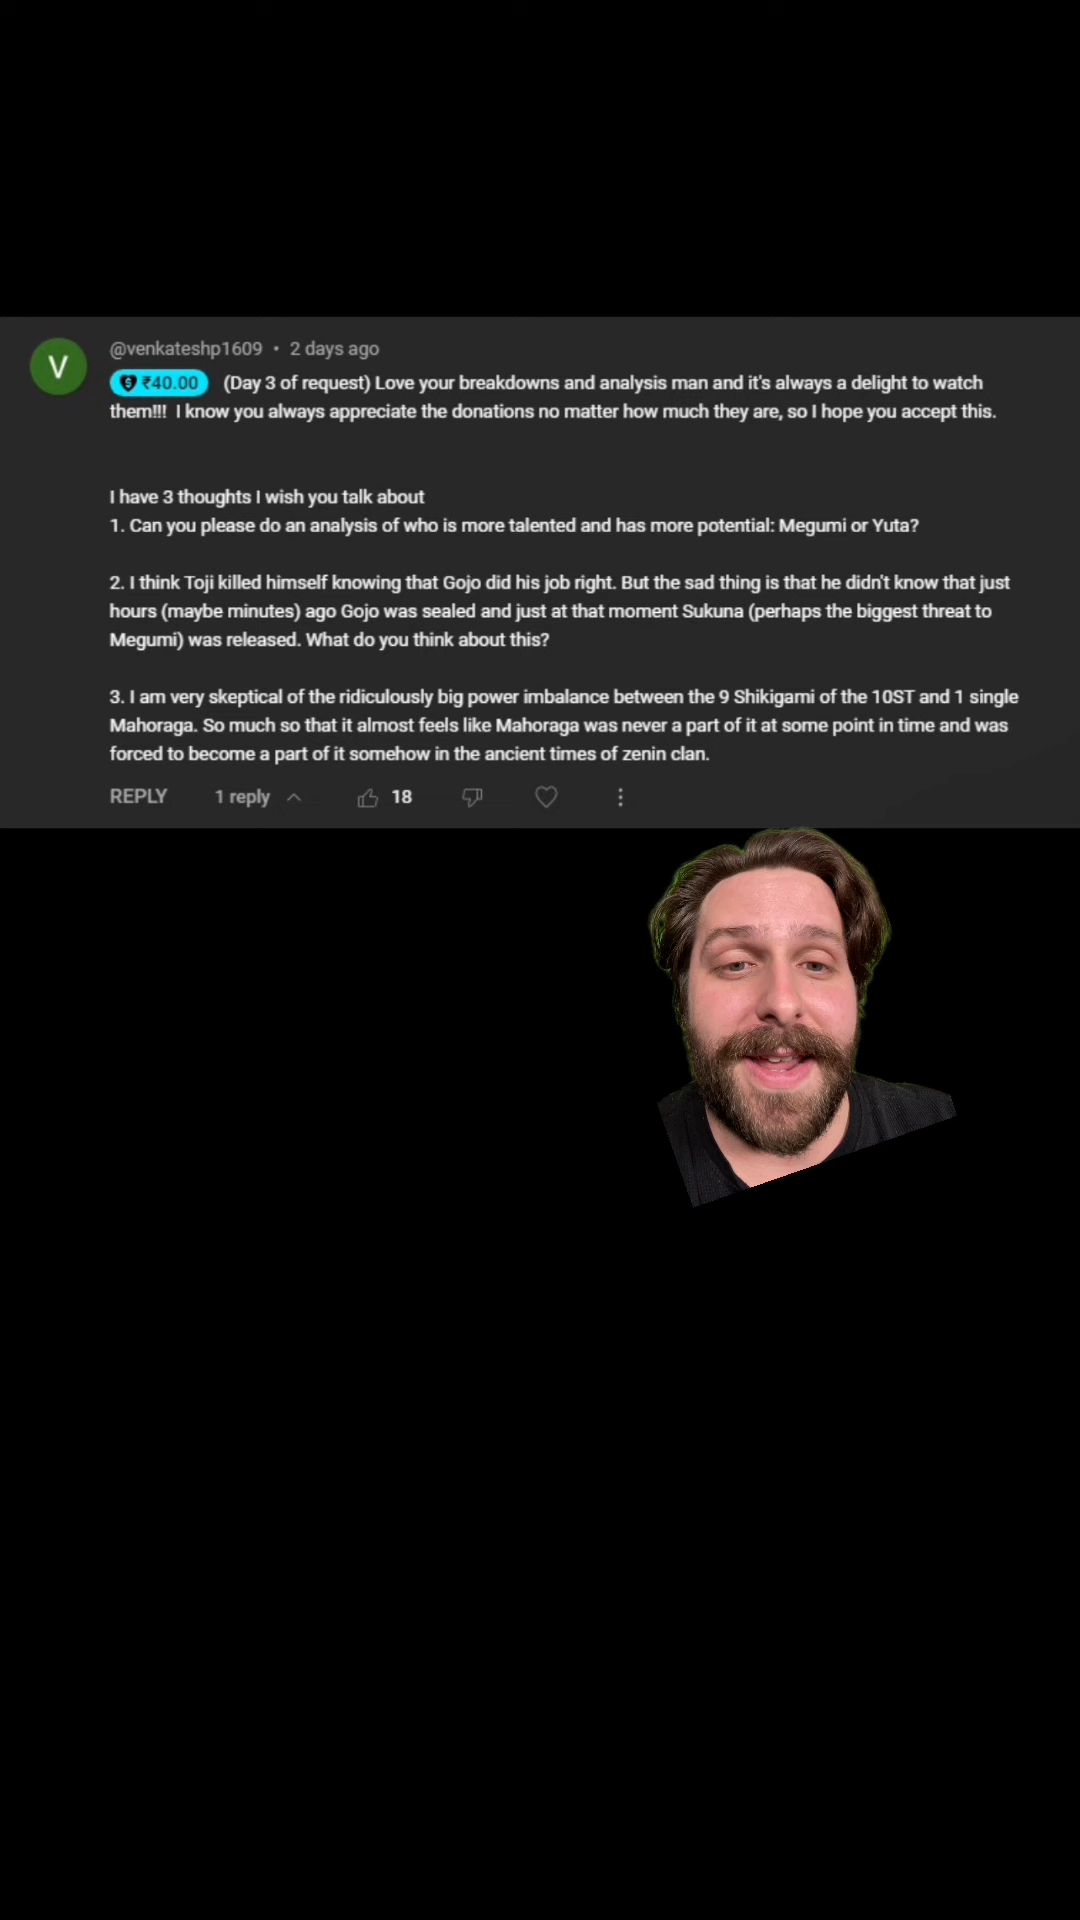 V
@venkateshp1609 • 2 days ago
₹40.00 (Day 3 of request) Love your breakdowns and analysis man and it's always a delight to watch
them!!! I know you always appreciate the donations no matter how much they are, so I hope you accept this.
I have 3 thoughts I wish you talk about
1. Can you please do an analysis of who is more talented and has more potential: Megumi or Yuta?
2. I think Toji killed himself knowing that Gojo did his job right. But the sad thing is that he didn't know that just
hours (maybe minutes) ago Gojo was sealed and just at that moment Sukuna (perhaps the biggest threat to
Megumi) was released. What do you think about this?
3. I am very skeptical of the ridiculously big power imbalance between the 9 Shikigami of the 10ST and 1 single
Mahoraga. So much so that it almost feels like Mahoraga was never a part of it at some point in time and was
forced to become a part of it somehow in the ancient times of zenin clan.
REPLY 1 reply 18